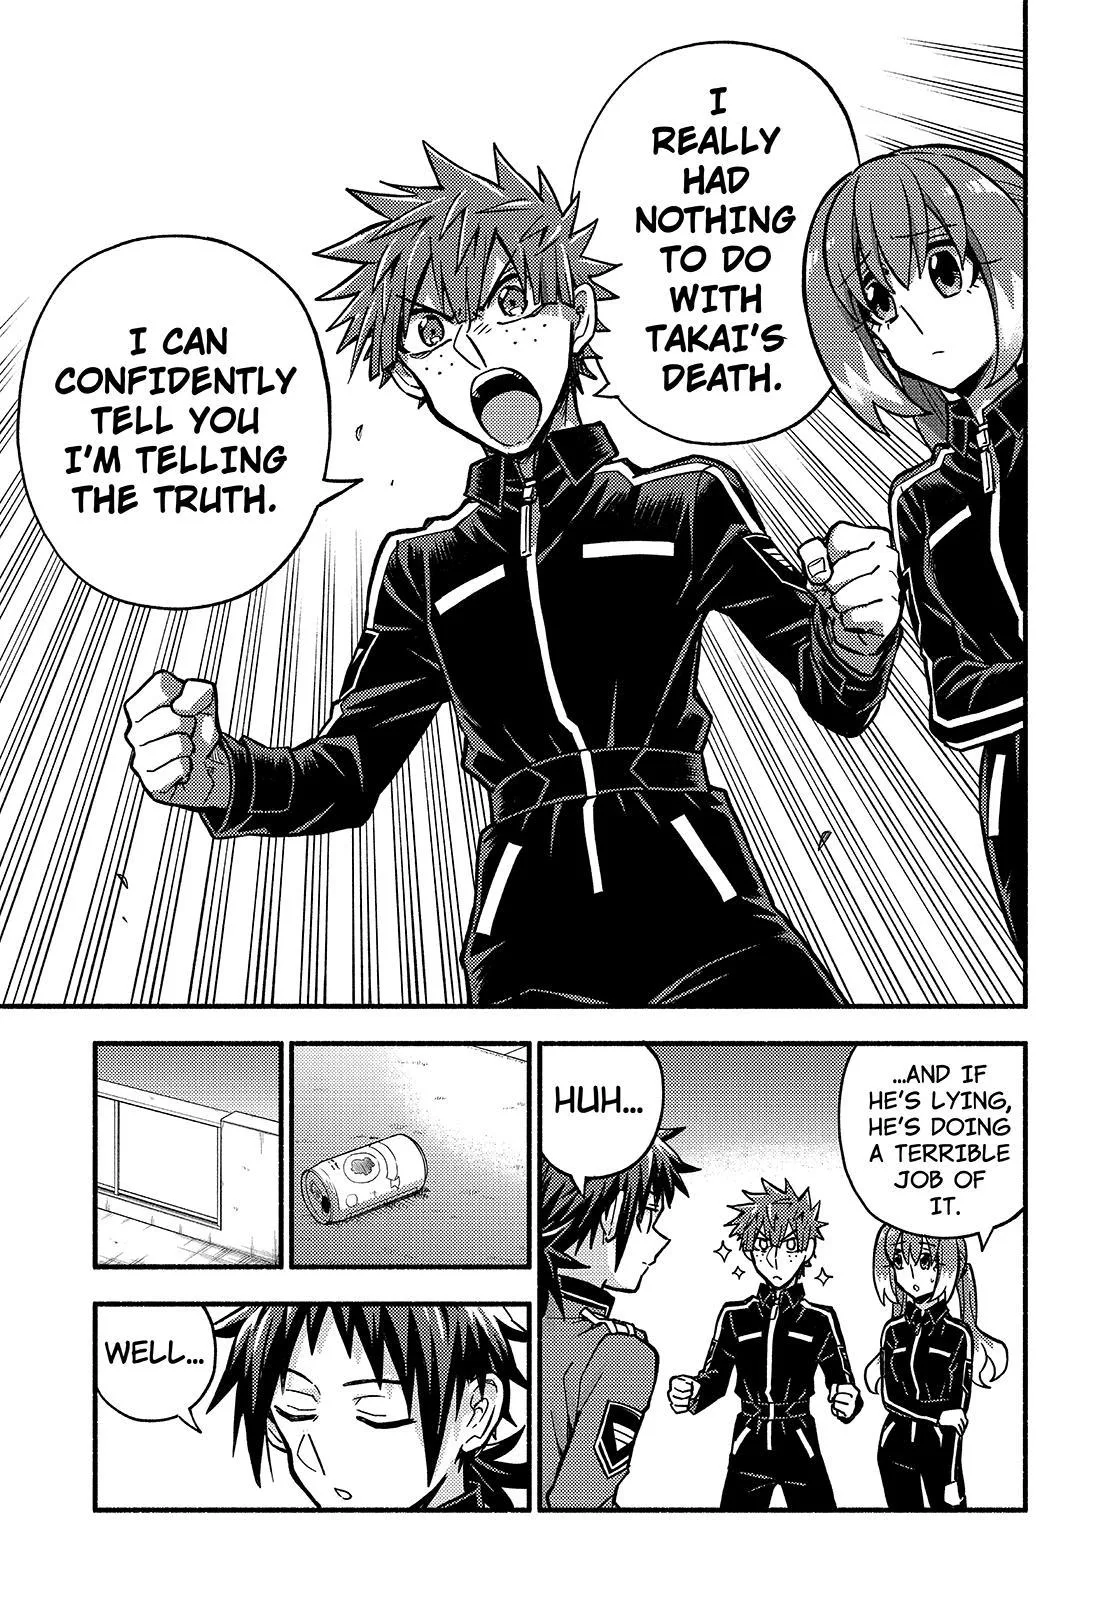 I
REALLY
HAD
NOTHING
TO DO
WITH
TAKAI'S
DEATH.
I CAN
CONFIDENTLY
TELL YOU
I'M TELLING
THE TRUTH.
...AND IF
HE'S LYING,
HE'S DOING
A TERRIBLE
JOB OF
IT.
HUH...
WELL...